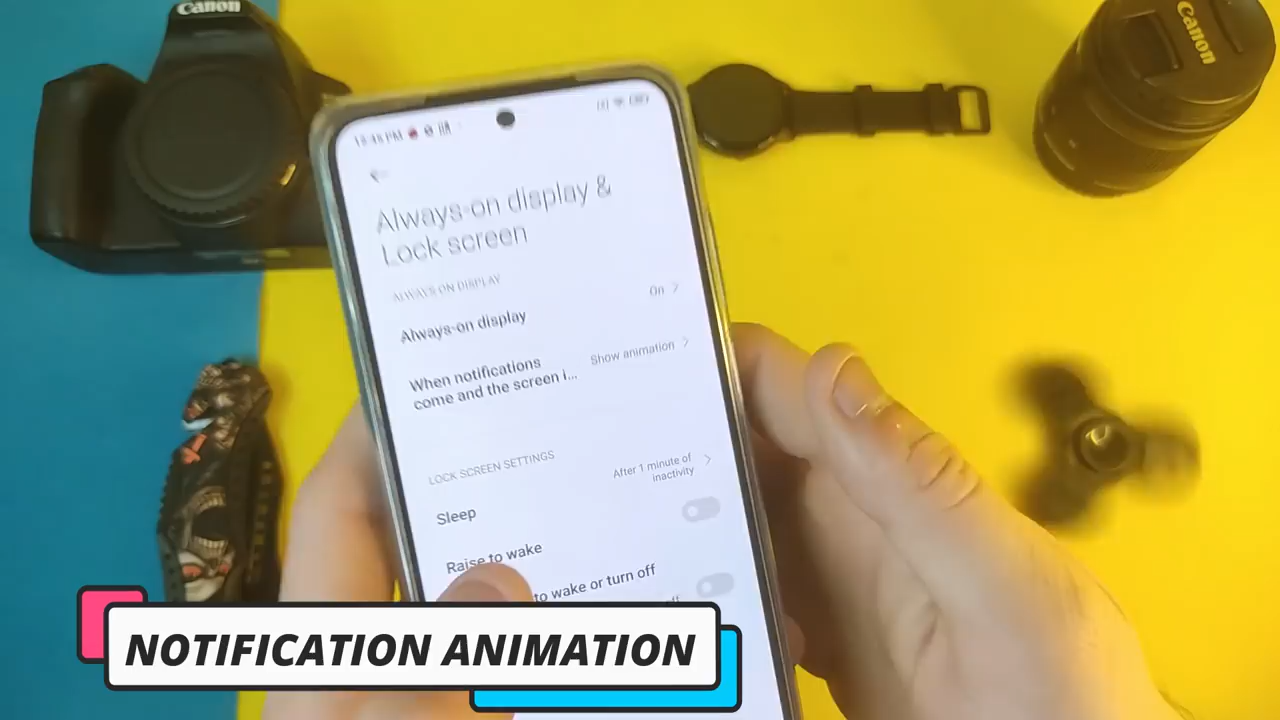 Canon
Canon
Always-on display &
Lock screen
ALWAYS ON DISPLAY
Always-on display
On
When notifications
come and the screen i...
Show animation
LOCK SCREEN SETTINGS
Sleep
After 1 minute of
inactivity
Raise to wake
to wake or turn off
NOTIFICATION ANIMATION